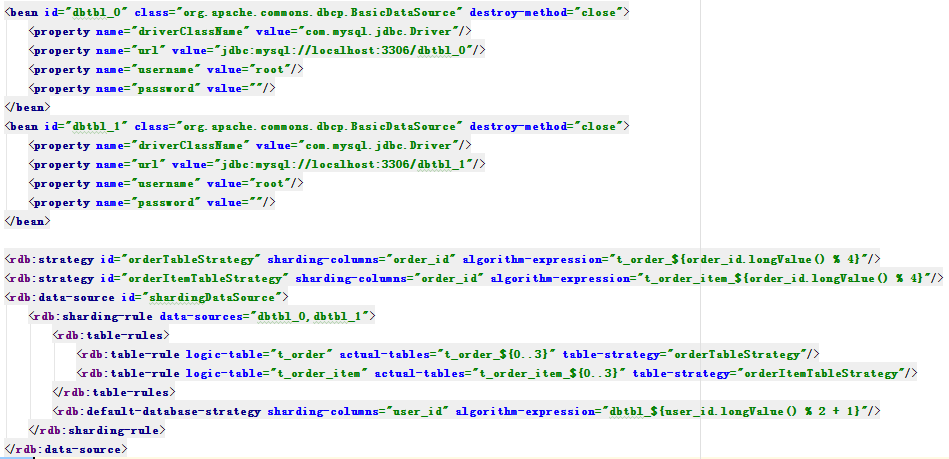 <bean id="dbtbl_0" class="org.apache.commons.dbcp.BasicDataSource" destroy-method="close">
<property name="driverClassName" value="com.mysql.jdbc.Driver"/>
<property name="url" value="jdbc:mysql://localhost:3306/dbtbl_0"/>
<property name="username" value="root"/>
<property name="password" value=""/>
</bean>
<bean id="dbtbl_1" class="org.apache.commons.dbcp.BasicDataSource" destroy-method="close">
<property name="driverClassName" value="com.mysql.jdbc.Driver"/>
<property name="url" value="jdbc:mysql://localhost:3306/dbtbl_1"/>
<property name="username" value="root"/>
<property name="password" value=""/>
</bean>
<rdb:strategy id="orderTableStrategy" sharding-columns="order_id" algorithm-expression="t_order_${order_id.longValue() % 4}"/>
<rdb:strategy id="orderItemTableStrategy" sharding-columns="order_id" algorithm-expression="t_order_item_${order_id.longValue() % 4}"/>
<rdb:data-source id="shardingDataSource">
<rdb:sharding-rule data-sources="dbtbl_0,dbtbl_1">
<rdb:table-rules>
<rdb:table-rule logic-table="t_order" actual-tables="t_order_${0..3}" table-strategy="orderTableStrategy"/>
<rdb:table-rule logic-table="t_order_item" actual-tables="t_order_item_${0..3}" table-strategy="orderItemTableStrategy"/>
</rdb:table-rules>
<rdb:default-database-strategy sharding-columns="user_id" algorithm-expression="dbtbl_${user_id.longValue() % 2 + 1}"/>
</rdb:sharding-rule>
</rdb:data-source>